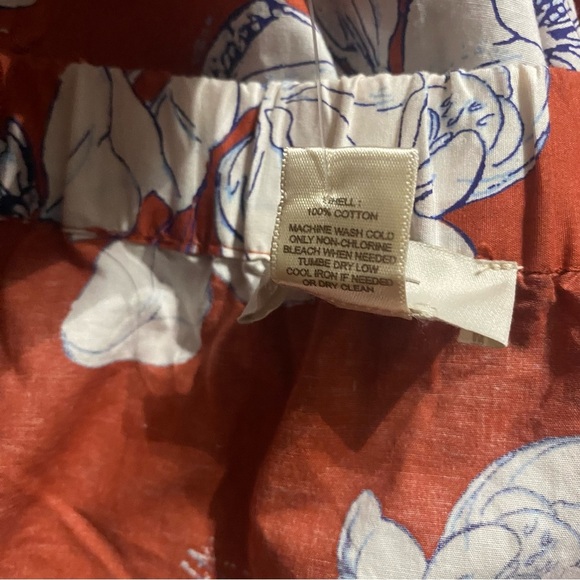 SHELL :
100% COTTON
MACHINE WASH COLD
ONLY NON-CHLORINE
BLEACH WHEN NEEDED
TUMBE DRY LOW
COOL IRON IF NEEDED
OR DRY CLEAN